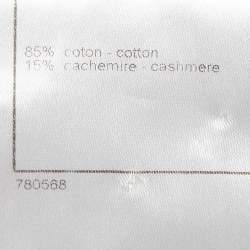 85% coton - cotton
15% cachemire - cashmere
780568